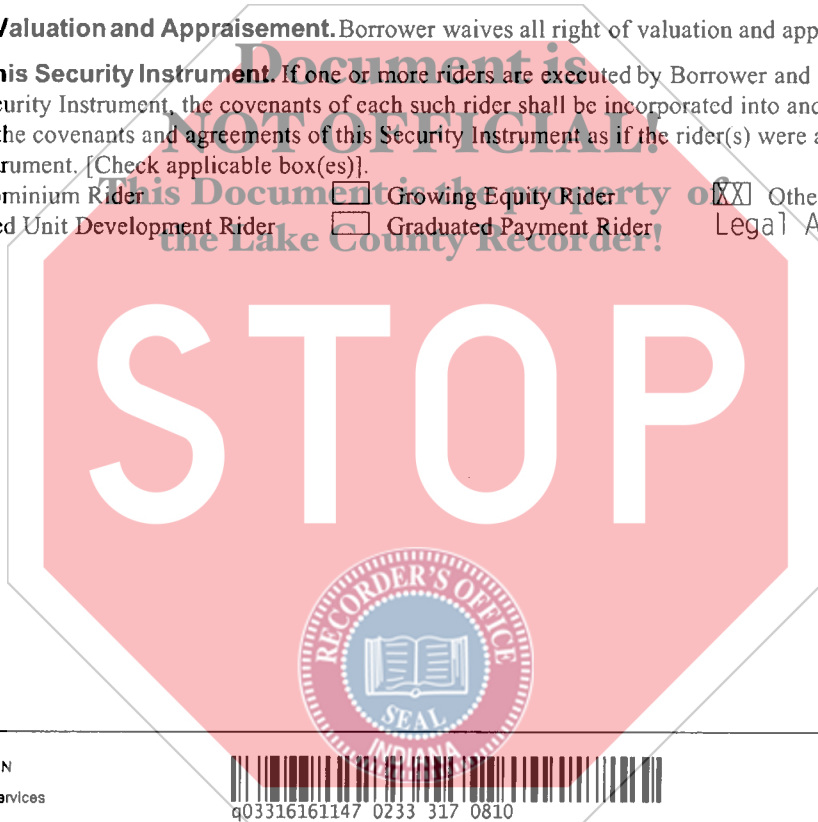 Valuation and Appraisement. Borrower waives all right of valuation and app
Document is
his Security Instrument. If one or more riders are executed by Borrower and
curity Instrument, the covenants of each such rider shall be incorporated into and
NOT OFFICIAL!
the covenants and agreements of this Security Instrument as if the rider(s) were a
rument. [Check applicable box(es)].
ominium Rider Growing Equity Rider XX Othe
This Document is the property of
ed Unit Development Rider Graduated Payment Rider Legal A
the Lake County Recorder!
STOP
RECORDER'S OFFICE
SEAL
INDIANA
N
ervices
q03316161147 0233 317 0810